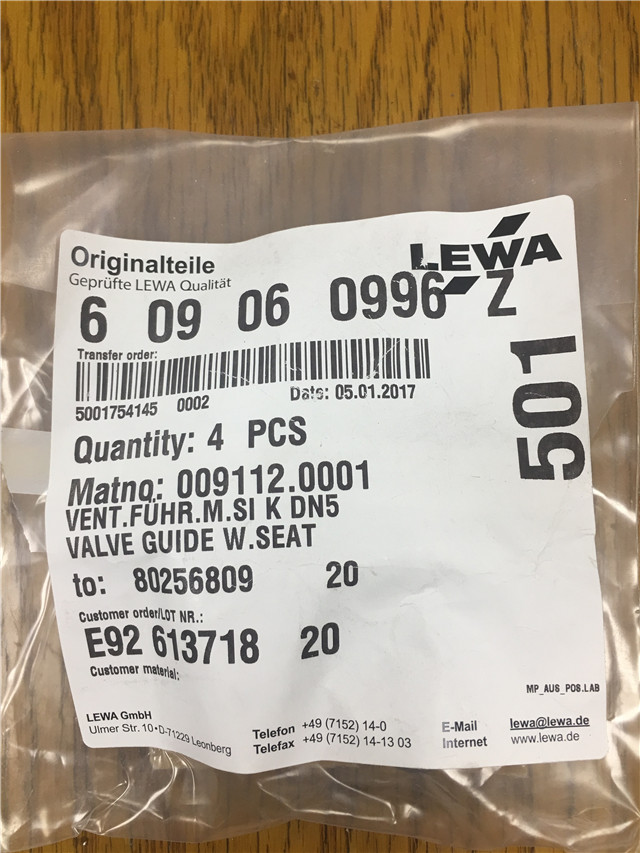 Originalteile
Geprüfte LEWA Qualität
LEWA
6 09 06 0996 Z
Transfer order:
5001754145 0002
Date: 05.01.2017
501
Quantity: 4 PCS
Matno: 009112.0001
VENT.FÜHR.M.SI K DN5
VALVE GUIDE W.SEAT
to: 80256809 20
Customer order/LOT NR.:
E92 613718 20
Customer material:
MP_AUS_POS.LAB
LEWA GmbH
Ulmer Str. 10•D-71229 Leonberg
Telefon +49 (7152) 14-0
Telefax +49 (7152) 14-13 03
E-Mail lewa@lewa.de
Internet www.lewa.de